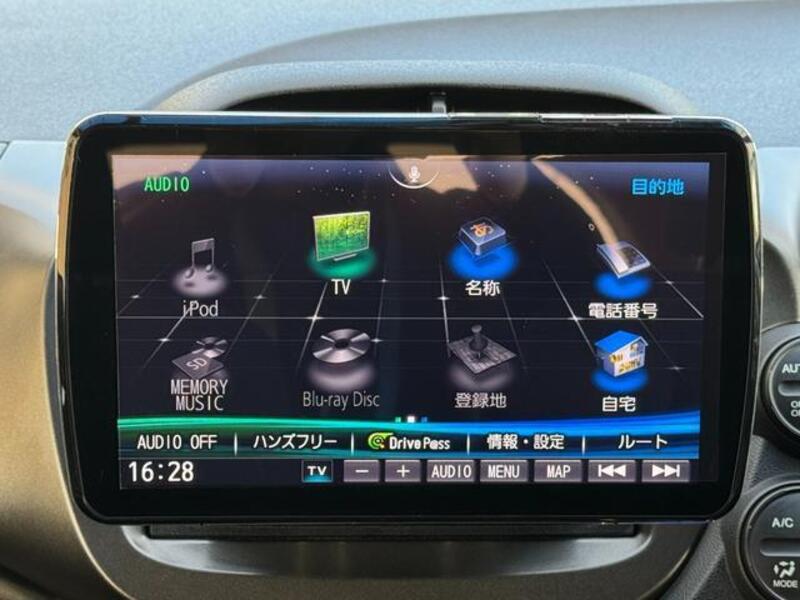 AUDIO
目的地
iPod
TV
名称
電話番号
SD
MEMORY
MUSIC
Blu-ray Disc
登録地
自宅
AUDIO OFF
ハンズフリー
DrivePass
情報・設定
ルート
16:28
TV
－
＋
AUDIO
MENU
MAP
A/C
MODE